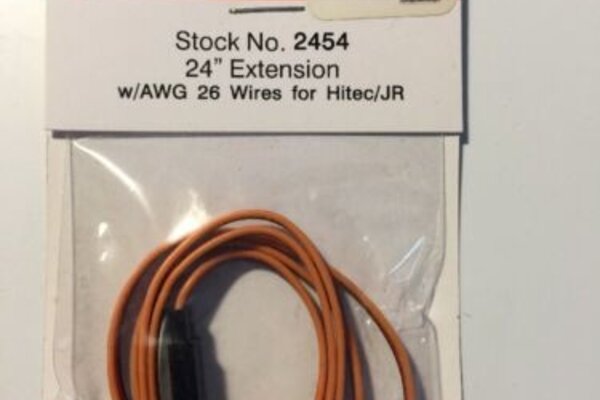 Stock No. 2454
24" Extension
w/AWG 26 Wires for Hitec/JR